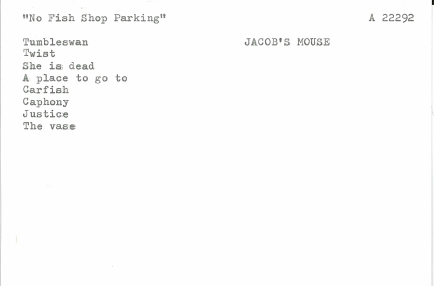 "No Fish Shop Parking" A 22292
Tumbleswan JACOB'S MOUSE
Twist
She is dead
A place to go to
Carfish
Caphony
Justice
The vase